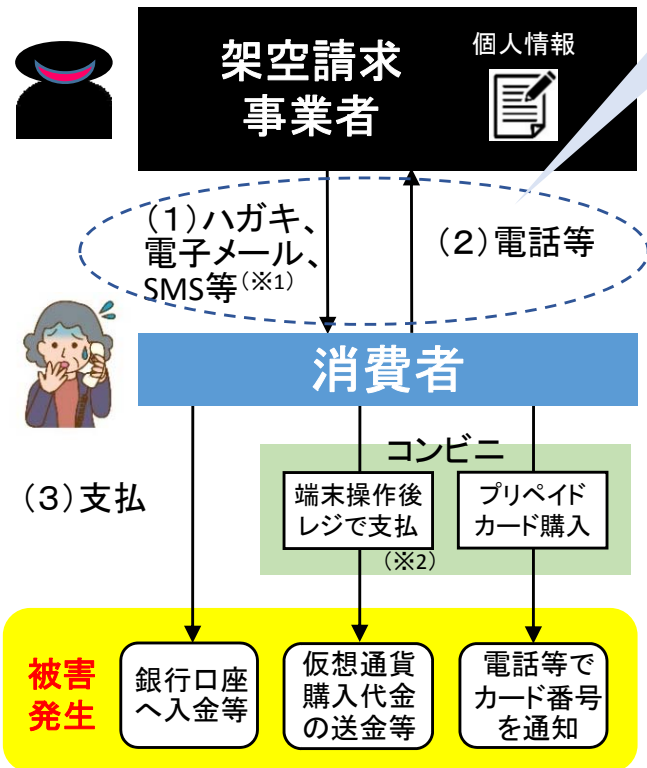 架空請求
事業者
個人情報
(1)ハガキ、
電子メール、
SMS等(※1)
(2)電話等
消費者
コンビニ
(3)支払
端末操作後
レジで支払
(※2)
プリペイド
カード購入
被害
発生
銀行口座
へ入金等
仮想通貨
購入代金
の送金等
電話等で
カード番号
を通知